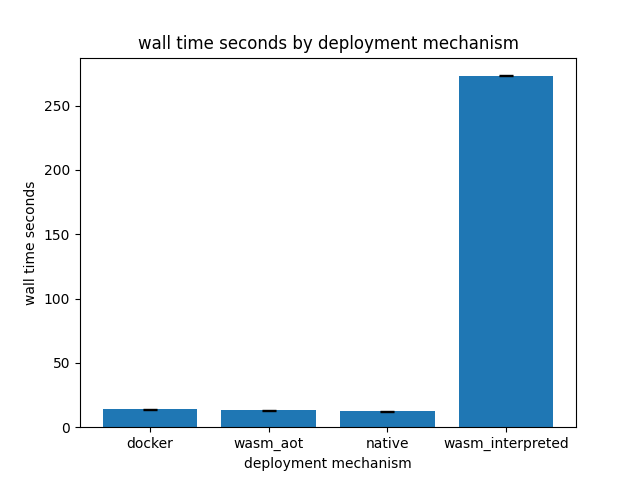 wall time seconds by deployment mechanism
250
200
150
100
50
0
wall time seconds
docker
wasm_aot
native
wasm_interpreted
deployment mechanism